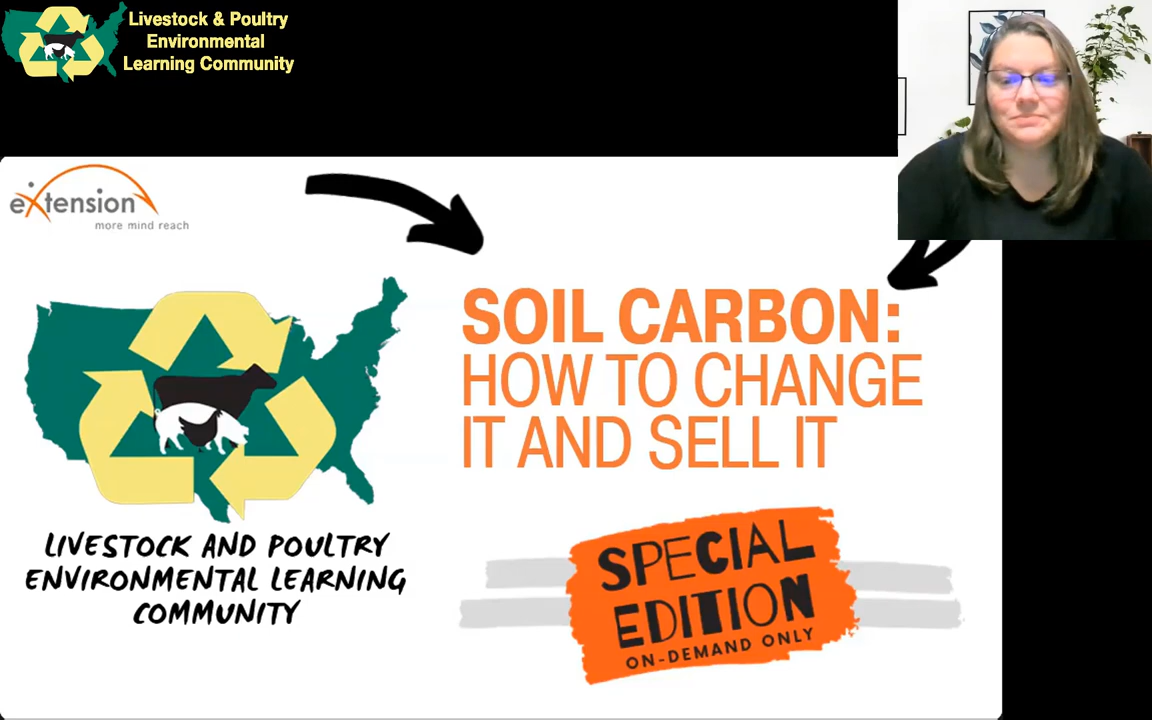 Livestock & Poultry
Environmental
Learning Community
eXtension
more mind reach
SOIL CARBON:
HOW TO CHANGE
IT AND SELL IT
LIVESTOCK AND POULTRY
ENVIRONMENTAL LEARNING
COMMUNITY
SPECIAL
EDITION
ON-DEMAND ONLY